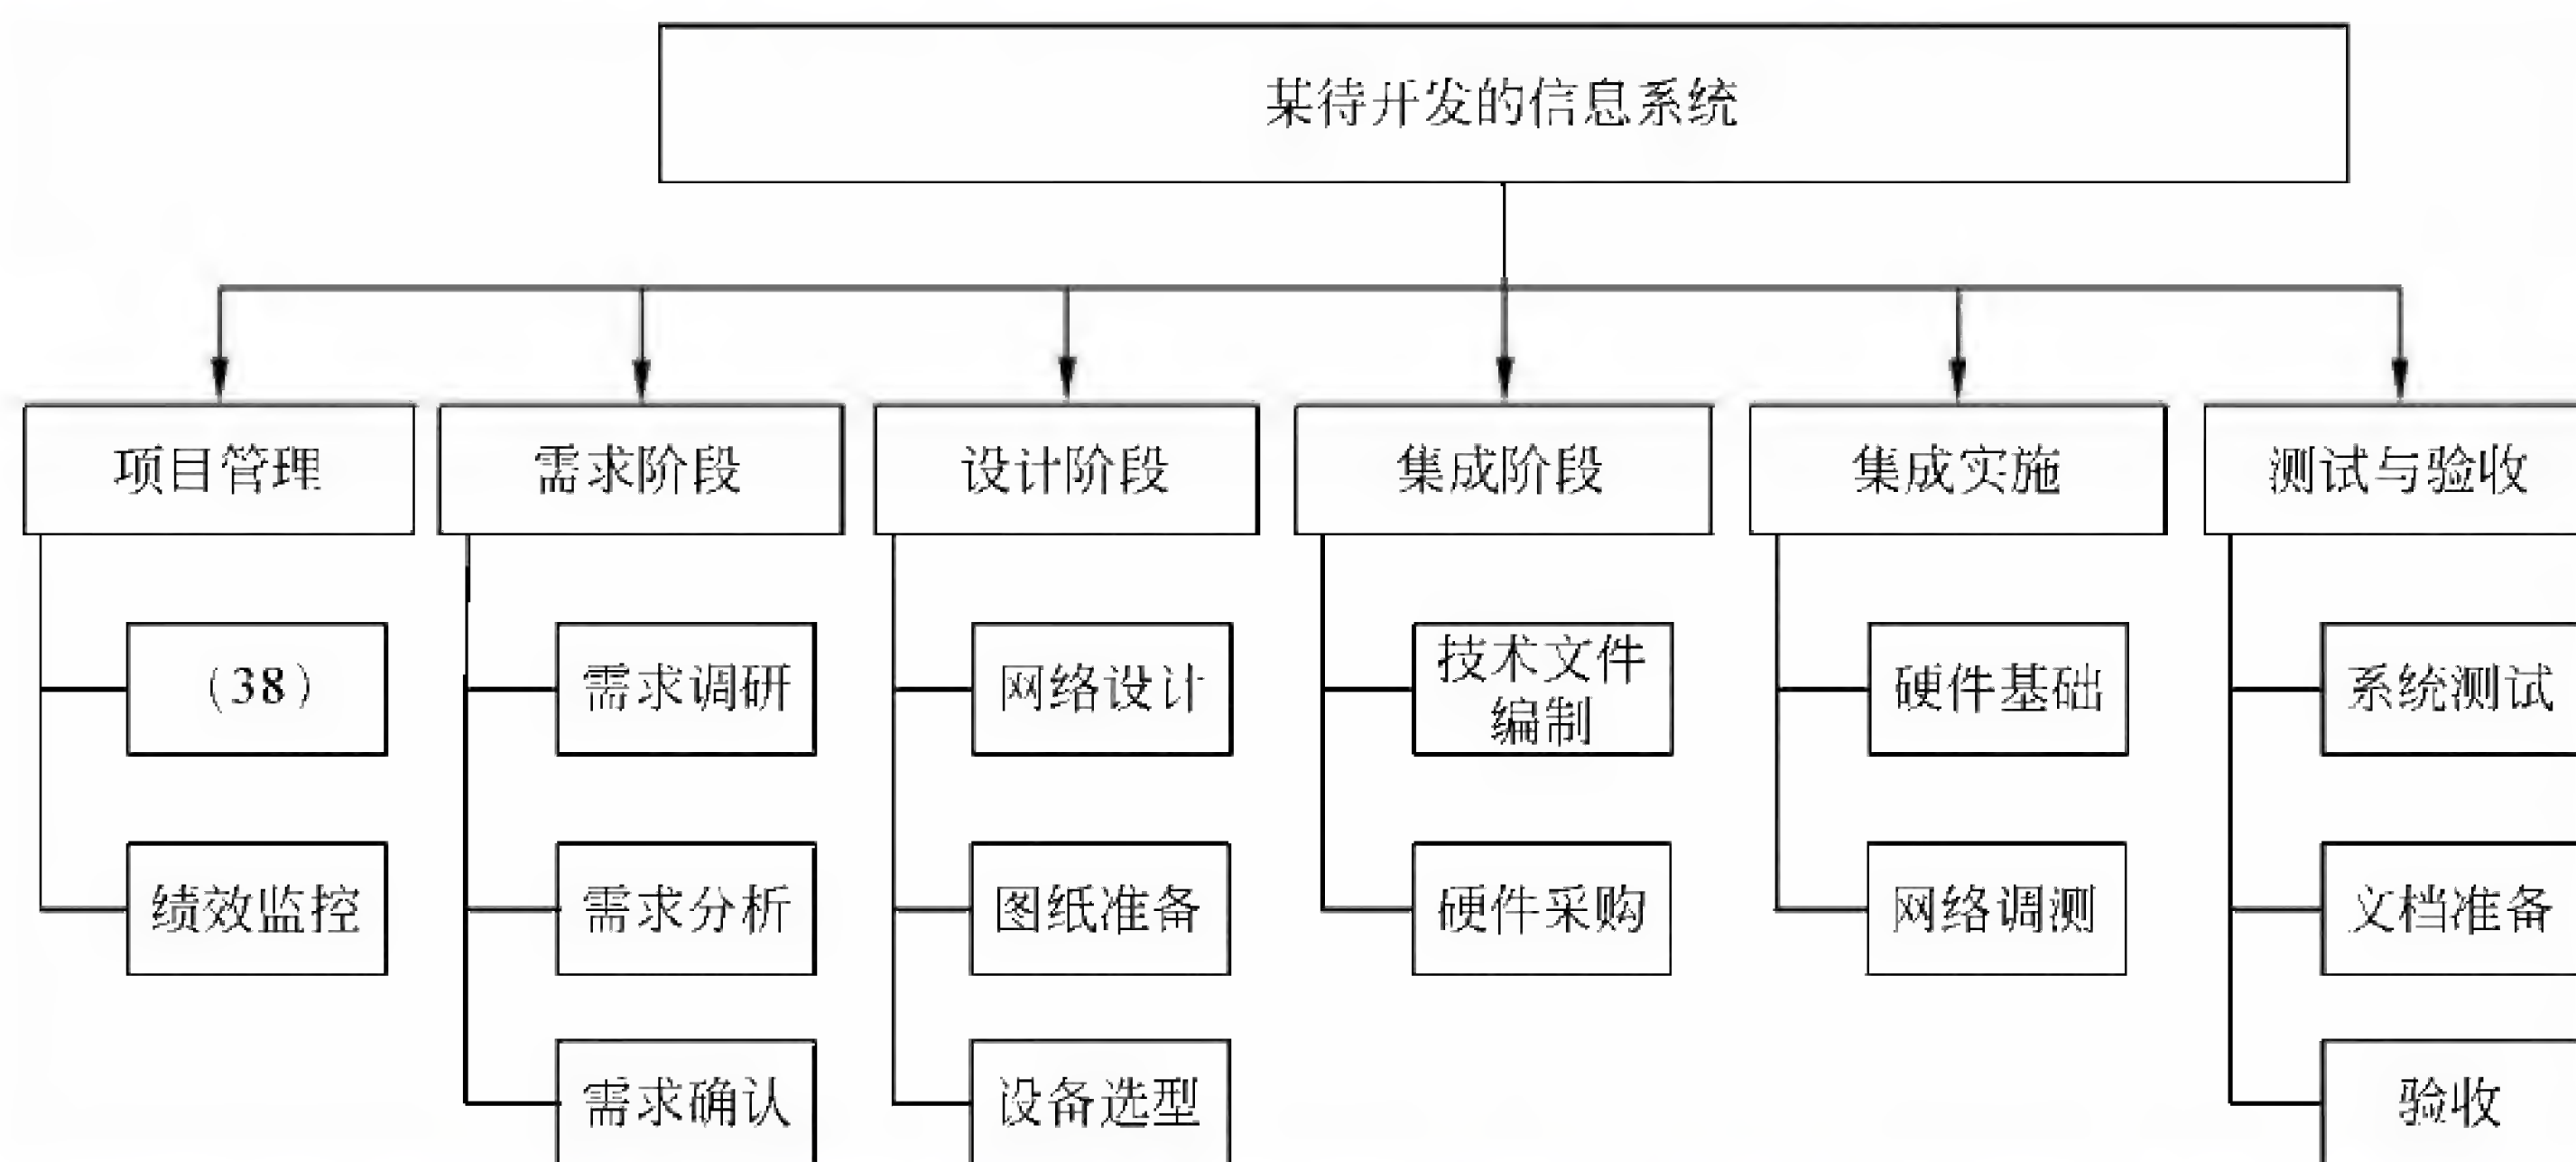 某待开发的信息系统
项目管理
需求阶段
设计阶段
集成阶段
集成实施
测试与验收
(38)
需求调研
网络设计
技术文件
编制
硬件基础
系统测试
绩效监控
需求分析
图纸准备
硬件采购
网络调测
文档准备
需求确认
设备选型
验收